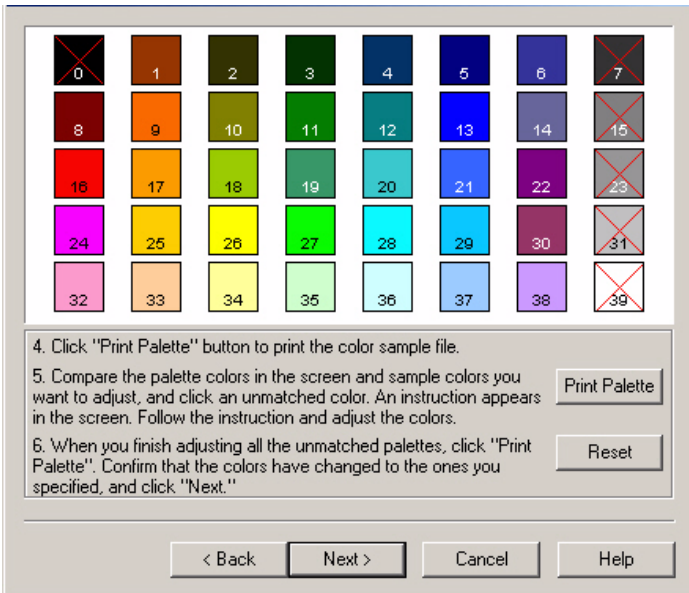 0 1 2 3 4 5 6 7
8 9 10 11 12 13 14 15
16 17 18 19 20 21 22 23
24 25 26 27 28 29 30 31
32 33 34 35 36 37 38 39
4. Click "Print Palette" button to print the color sample file.
5. Compare the palette colors in the screen and sample colors you
want to adjust, and click an unmatched color. An instruction appears
in the screen. Follow the instruction and adjust the colors.
Print Palette
6. When you finish adjusting all the unmatched palettes, click "Print
Palette". Confirm that the colors have changed to the ones you
specified, and click "Next."
Reset
< Back Next > Cancel Help